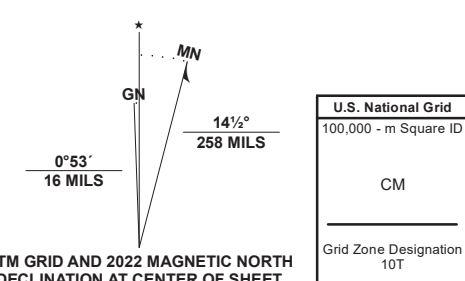 MN
GN
14½°
258 MILS
0°53´
16 MILS
TM GRID AND 2022 MAGNETIC NORTH
DECLINATION AT CENTER OF SHEET
U.S. National Grid
100,000 - m Square ID
CM
Grid Zone Designation
10T